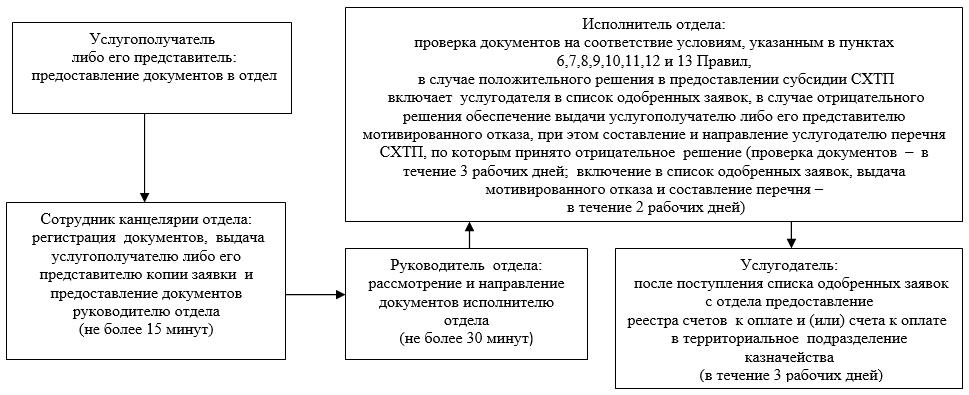 Услугополучатель
либо его представитель:
предоставление документов в отдел
Сотрудник канцелярии отдела:
регистрация документов, выдача
услугополучателю либо его
представителю копии заявки и
предоставление документов
руководителю отдела
(не более 15 минут)
Руководитель отдела:
рассмотрение и направление
документов исполнителю
отдела
(не более 30 минут)
Исполнитель отдела:
проверка документов на соответствие условиям, указанным в пунктах
6,7,8,9,10,11,12 и 13 Правил,
в случае положительного решения в предоставлении субсидии СХТП
включает услугодателя в список одобренных заявок, в случае отрицательного
решения обеспечение выдачи услугополучателю либо его представителю
мотивированного отказа, при этом составление и направление услугодателю перечня
СХТП, по которым принято отрицательное решение (проверка документов – в
течение 3 рабочих дней; включение в список одобренных заявок, выдача
мотивированного отказа и составление перечня –
в течение 2 рабочих дней)
Услугодатель:
после поступления списка одобренных заявок
с отдела предоставление
реестра счетов к оплате и (или) счета к оплате
в территориальное подразделение
казначейства
(в течение 3 рабочих дней)